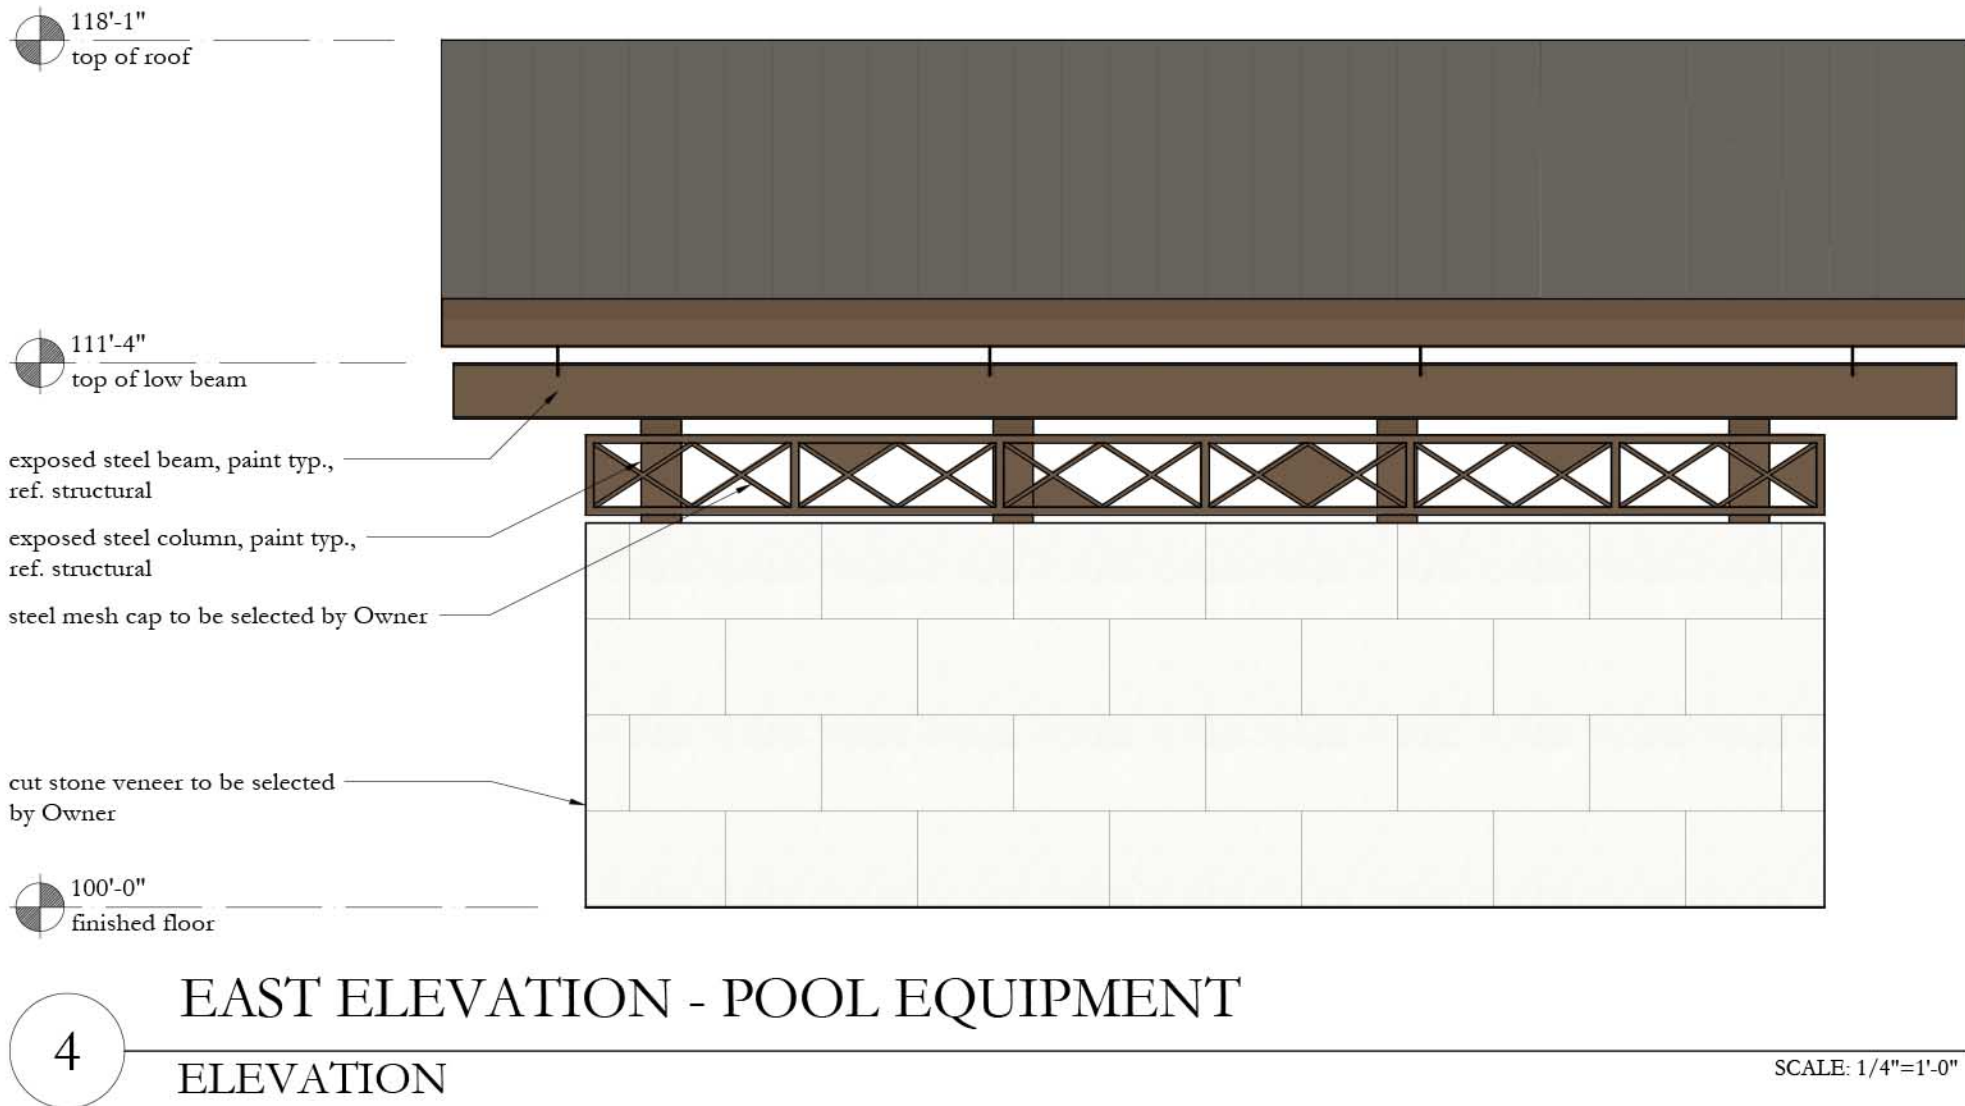 118'-1"
top of roof
111'-4"
top of low beam
exposed steel beam, paint typ.,
ref. structural
exposed steel column, paint typ.,
ref. structural
steel mesh cap to be selected by Owner
cut stone veneer to be selected
by Owner
100'-0"
finished floor
4
EAST ELEVATION - POOL EQUIPMENT
ELEVATION
SCALE: 1/4"=1'-0"